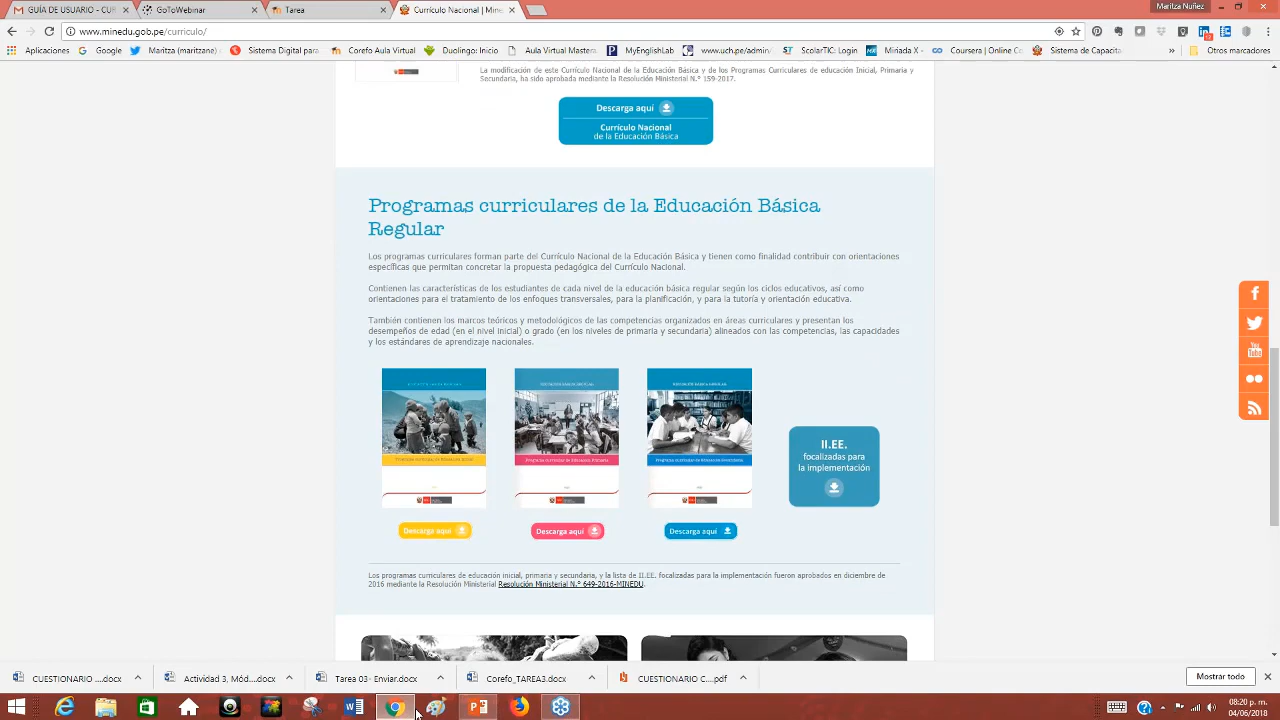 GUÍA DE USUARIO - CUR
GoToWebinar
Tarea
Currículo Nacional | Mine
Maritza Núñez
www.minedu.gob.pe/curriculo/
Aplicaciones
Google
Maritza (maritzane)
Sistema Digital para
Corefo Aula Virtual
Duolingo: Inicio
Aula Virtual Masteri
MyEnglishLab
www.uch.pe/admin/
ScholarTIC: Login
Miriada X -
Coursera | Online Co
Sistema de Capacita
Otros marcadores
La modificación de este Currículo Nacional de la Educación Básica y de los Programas Curriculares de educación Inicial, Primaria y
Secundaria, ha sido aprobada mediante la Resolución Ministerial N.° 159-2017.
Descarga aquí
Currículo Nacional
de la Educación Básica
Programas curriculares de la Educación Básica
Regular
Los programas curriculares forman parte del Currículo Nacional de la Educación Básica y tienen como finalidad contribuir con orientaciones
específicas que permitan concretar la propuesta pedagógica del Currículo Nacional.
Contienen las características de los estudiantes de cada nivel de la educación básica regular según los ciclos educativos, así como
orientaciones para el tratamiento de los enfoques transversales, para la planificación, y para la tutoría y orientación educativa.
También contienen los marcos teóricos y metodológicos de las competencias organizados en áreas curriculares y presentan los
desempeños de edad (en el nivel inicial) o grado (en los niveles de primaria y secundaria) alineados con las competencias, las capacidades
y los estándares de aprendizaje nacionales.
II.EE.
focalizadas para
la implementación
Descarga aquí
Descarga aquí
Descarga aquí
Los programas curriculares de educación inicial, primaria y secundaria, y la lista de II.EE. focalizadas para la implementación fueron aprobados en diciembre de
2016 mediante la Resolución Ministerial Resolución Ministerial N.° 649-2016-MINEDU.
You
Tube
CUESTIONARIO ....docx
Actividad 3, Mód....docx
Tarea 03- Enviar.docx
Corefo_TAREA3.docx
CUESTIONARIO C....pdf
Mostrar todo
08:20 p. m.
04/06/2018